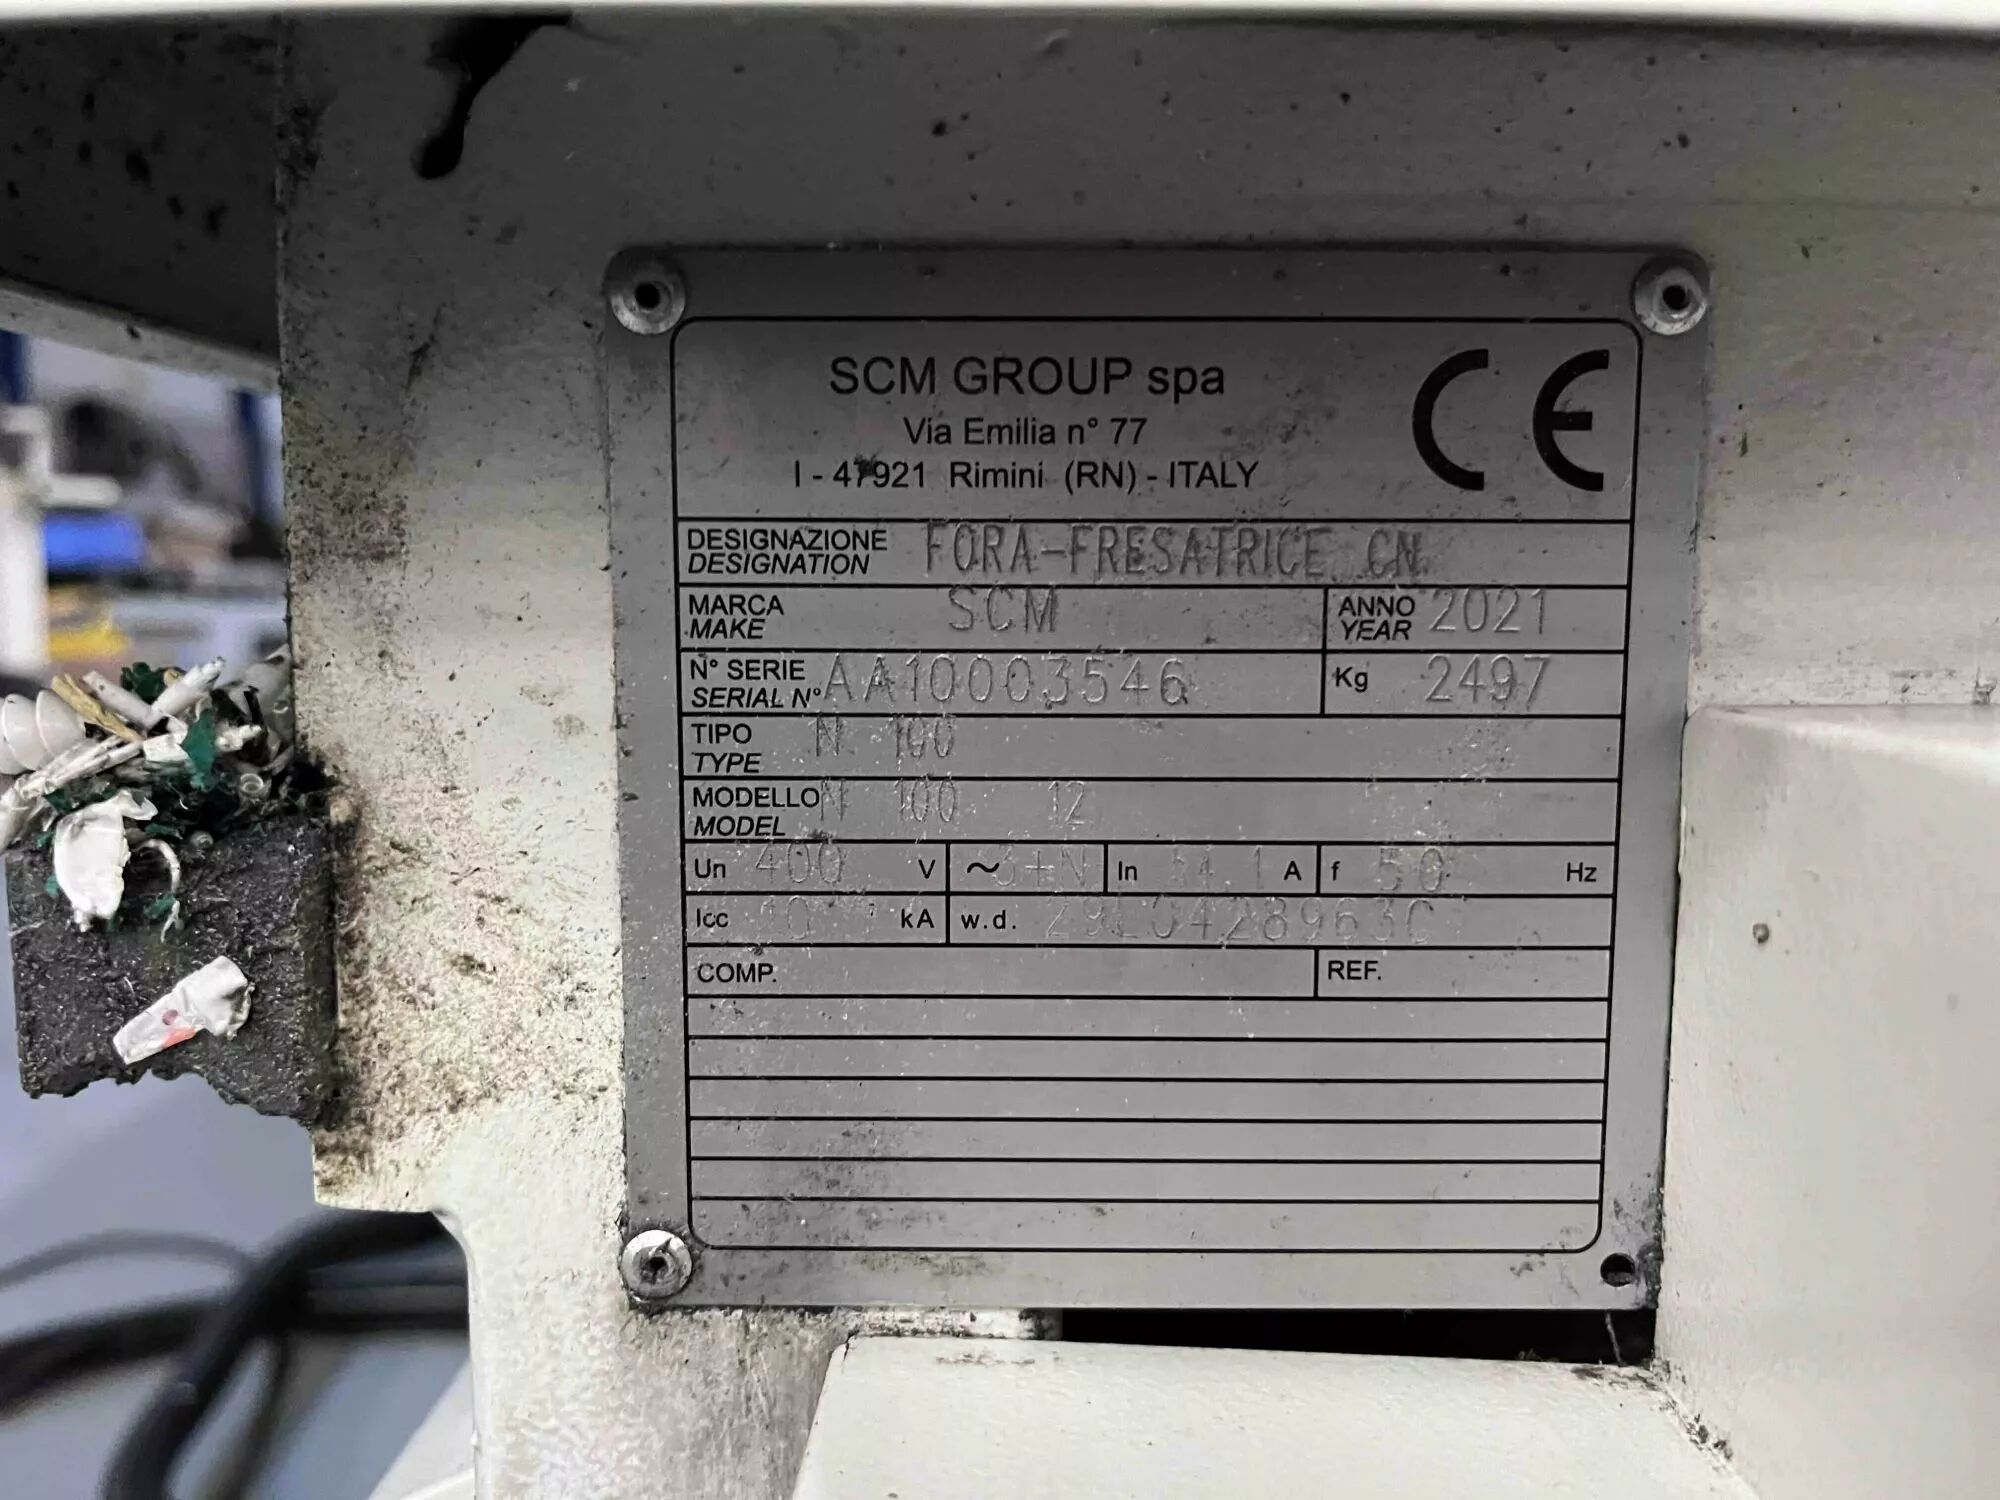 SCM GROUP spa
Via Emilia n° 77
I - 47921 Rimini (RN) - ITALY
CE
DESIGNAZIONE FORA-FRESATRICE CN
DESIGNATION
MARCA SCM ANNO 2021
MAKE YEAR
N° SERIE AA10003546 Kg 2497
SERIAL N°
TIPO N 100
TYPE
MODELLO N 100 12
MODEL
Un 400 V ~ 3+N In A f 50 Hz
Icc 10 kA w.d.
COMP. REF.